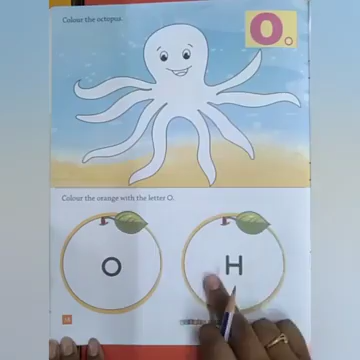 Colour the octopus.
O o
Colour the orange with the letter O.
O
H